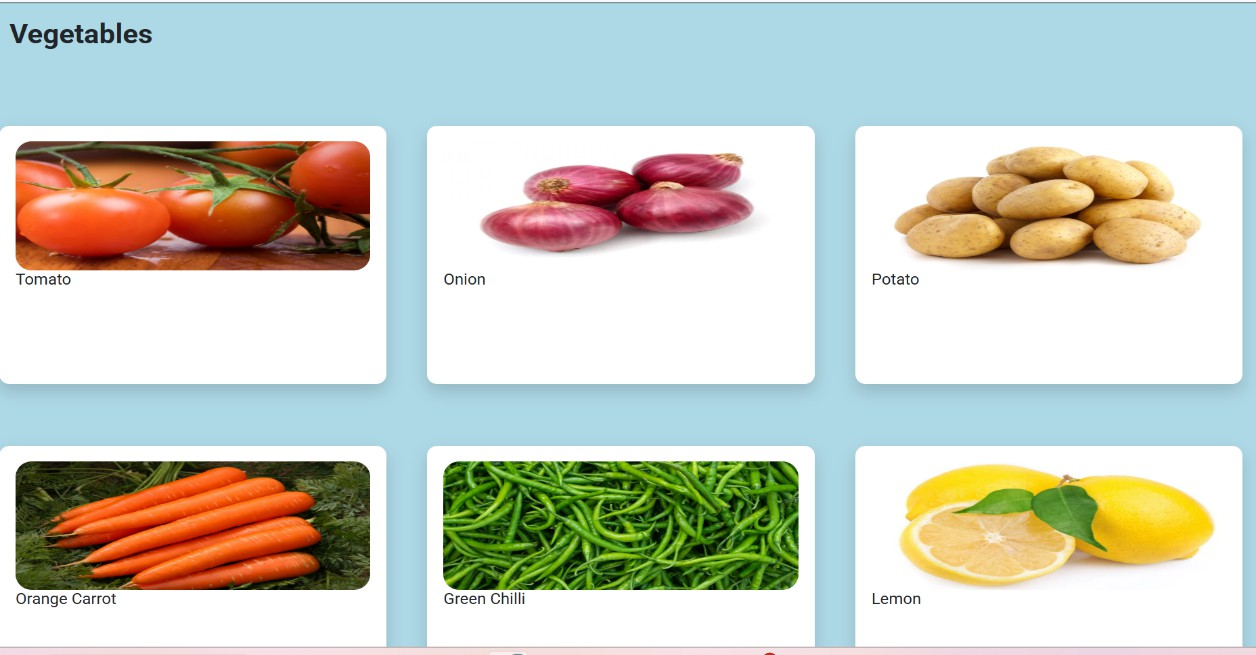 Vegetables
Tomato
Onion
Potato
Orange Carrot
Green Chilli
Lemon